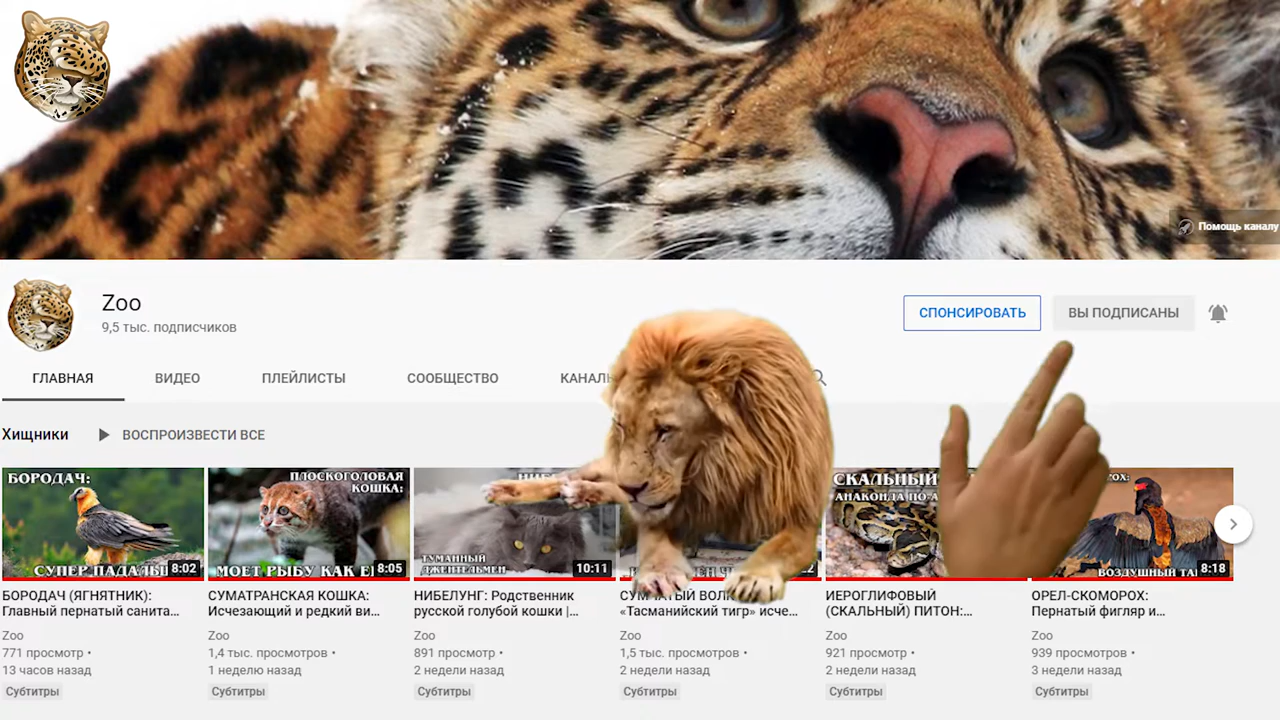 Помощь каналу
Zoo
9,5 тыс. подписчиков
СПОНСИРОВАТЬ
ВЫ ПОДПИСАНЫ
ГЛАВНАЯ
ВИДЕО
ПЛЕЙЛИСТЫ
СООБЩЕСТВО
Хищники
ВОСПРОИЗВЕСТИ ВСЕ
БОРОДАЧ:
8:02
ПЛОСКОГОЛОВАЯ
КОШКА:
МОЕТ РЫБУ КАК
8:05
ТУМАННЫЙ
ДЖЕНТЕЛЬМЕН
10:11
СКАЛЬНЫЙ
АНАКОНДА ПО
ВОЗДУШНЫЙ
8:18
БОРОДАЧ (ЯГНЯТНИК):
Главный пернатый санита...
СУМАТРАНСКАЯ КОШКА:
Исчезающий и редкий ви...
НИБЕЛУНГ: Родственник
русской голубой кошки |...
«Тасманийский тигр» исче...
ИЕРОГЛИФОВЫЙ
(СКАЛЬНЫЙ) ПИТОН:...
ОРЕЛ-СКОМОРОХ:
Пернатый фигляр и...
Zoo
771 просмотр •
13 часов назад
Субтитры
Zoo
1,4 тыс. просмотров •
1 неделю назад
Субтитры
Zoo
891 просмотр •
2 недели назад
Субтитры
Zoo
1,5 тыс. просмотров •
2 недели назад
Субтитры
Zoo
921 просмотр •
2 недели назад
Субтитры
Zoo
939 просмотров •
3 недели назад
Субтитры